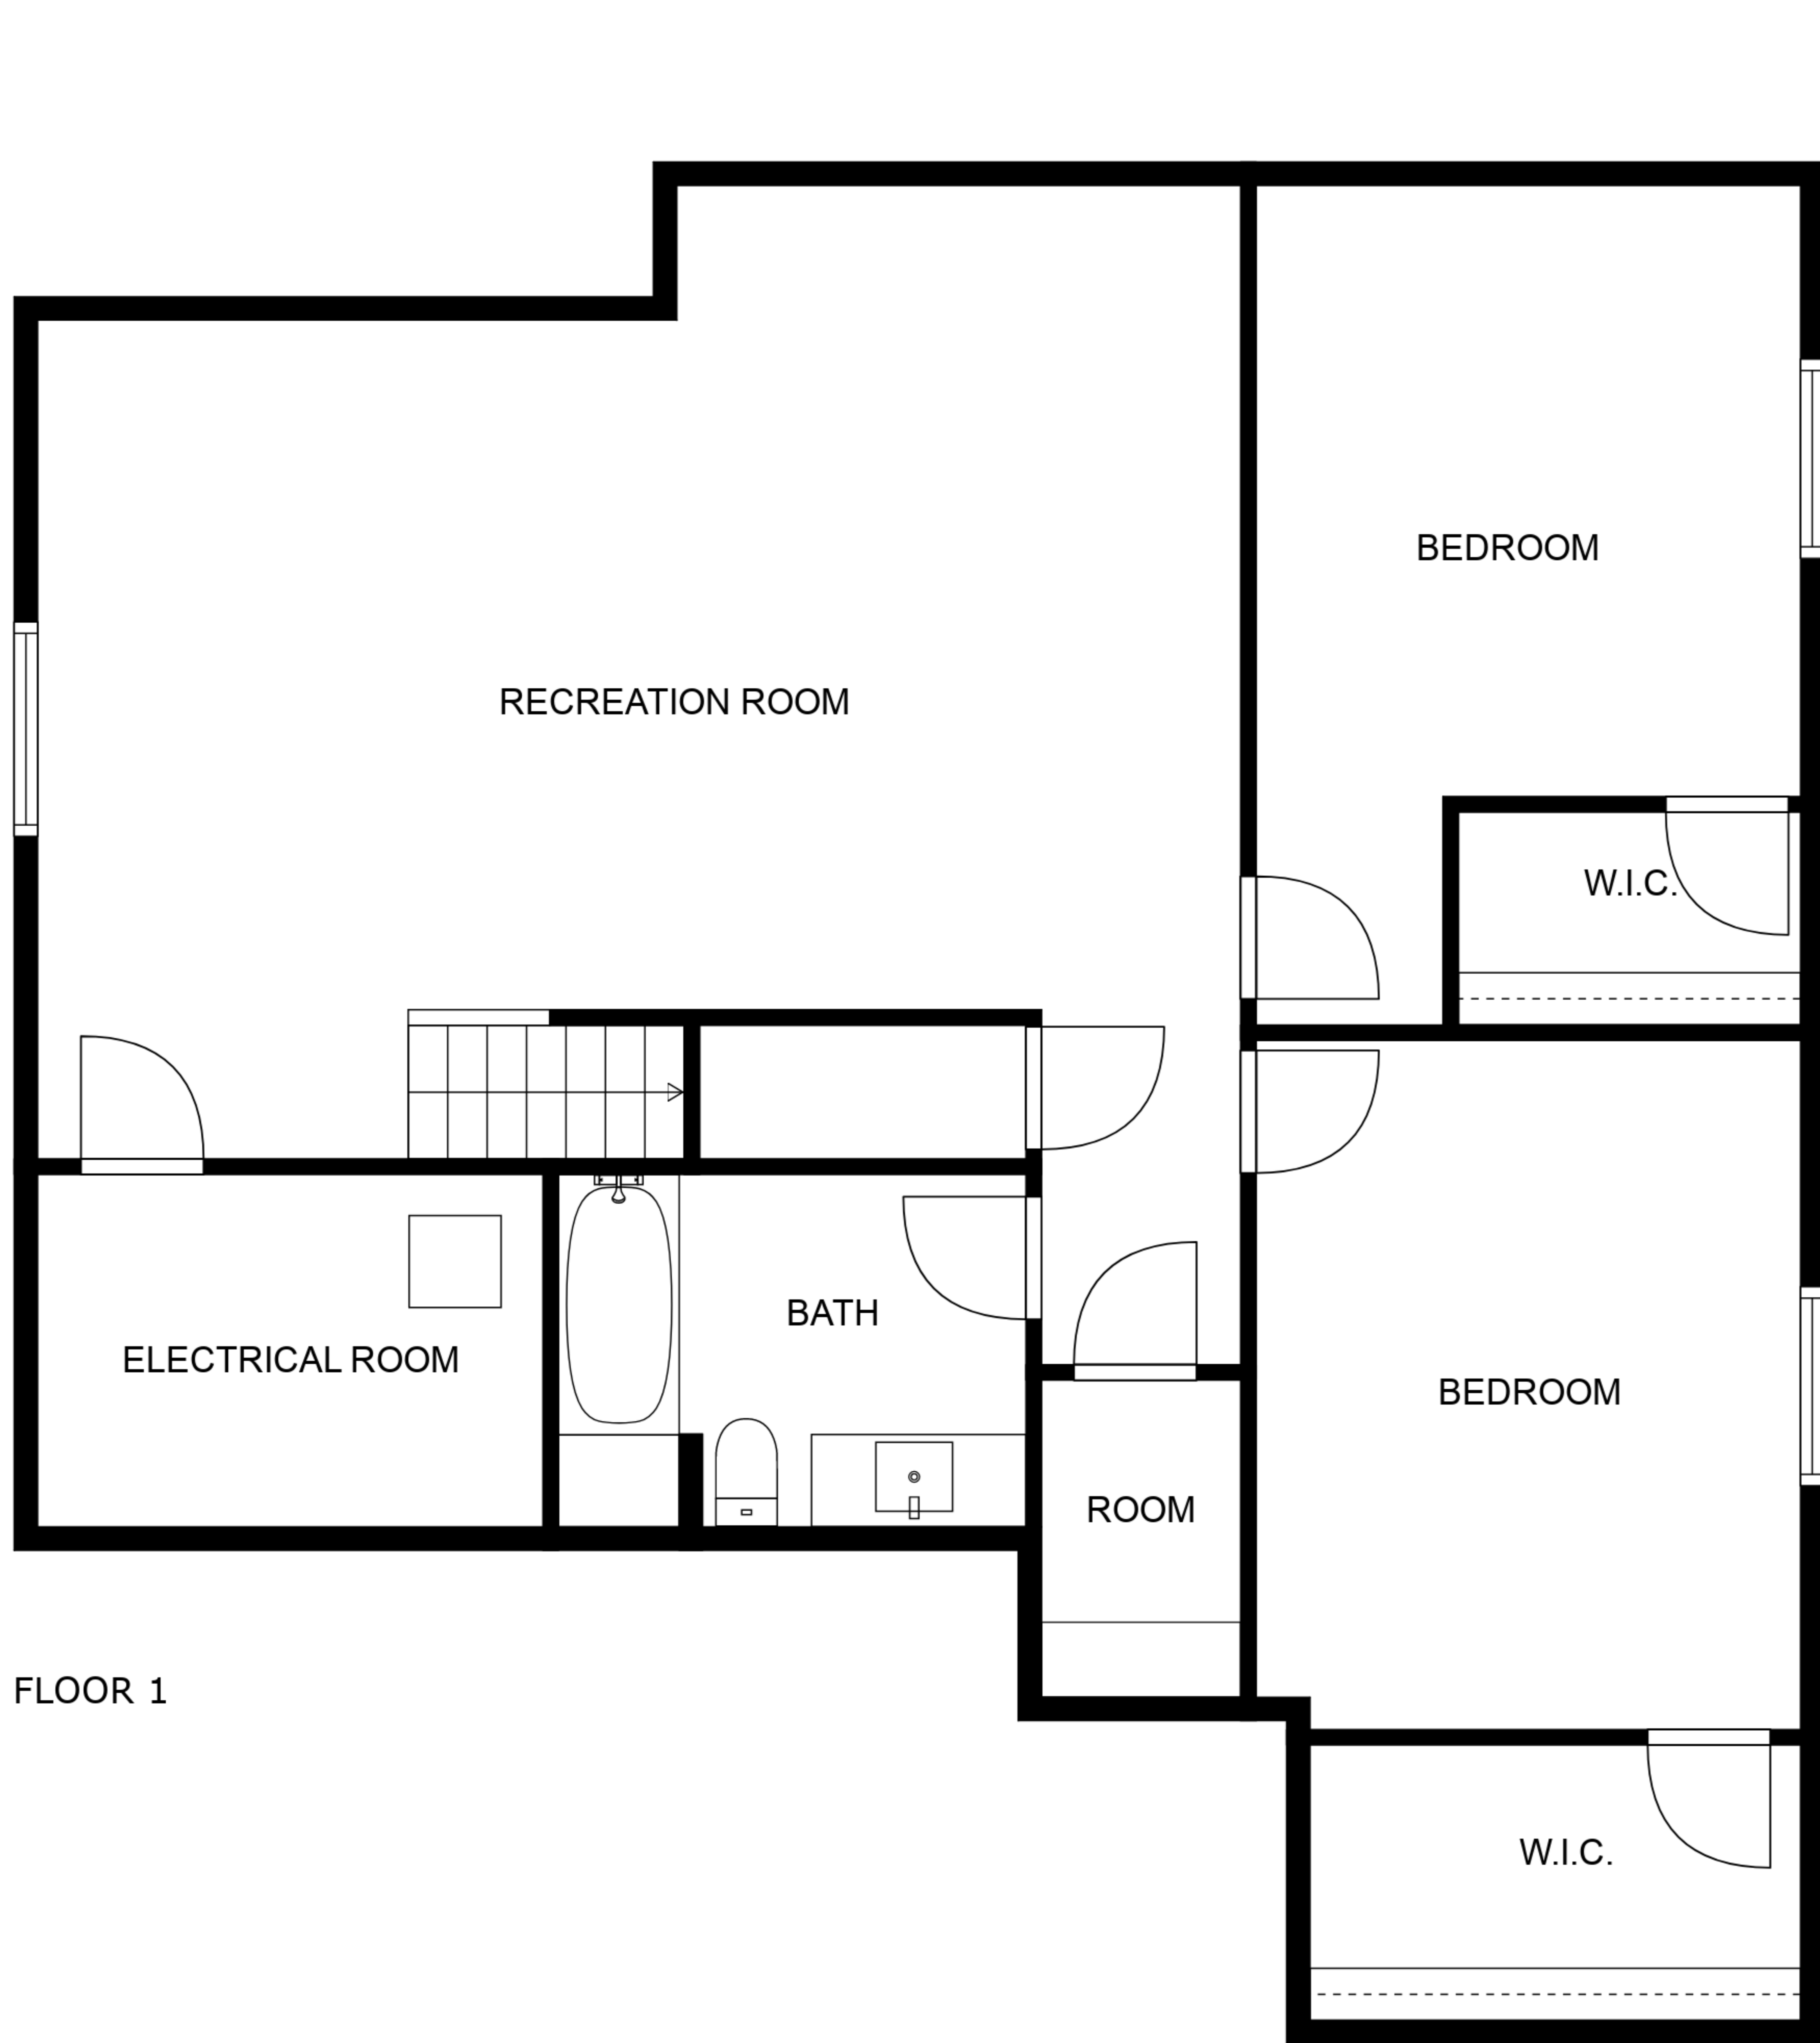 BEDROOM
RECREATION ROOM
W.I.C.
BATH
ELECTRICAL ROOM
BEDROOM
ROOM
FLOOR 1
W.I.C.